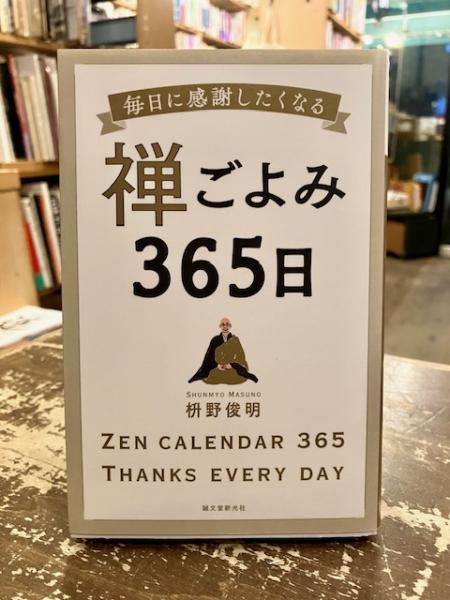 毎日に感謝したくなる
禅ごよみ
365日
SHUNMYO MASUNO
枡野俊明
ZEN CALENDAR 365
THANKS EVERY DAY
誠文堂新光社